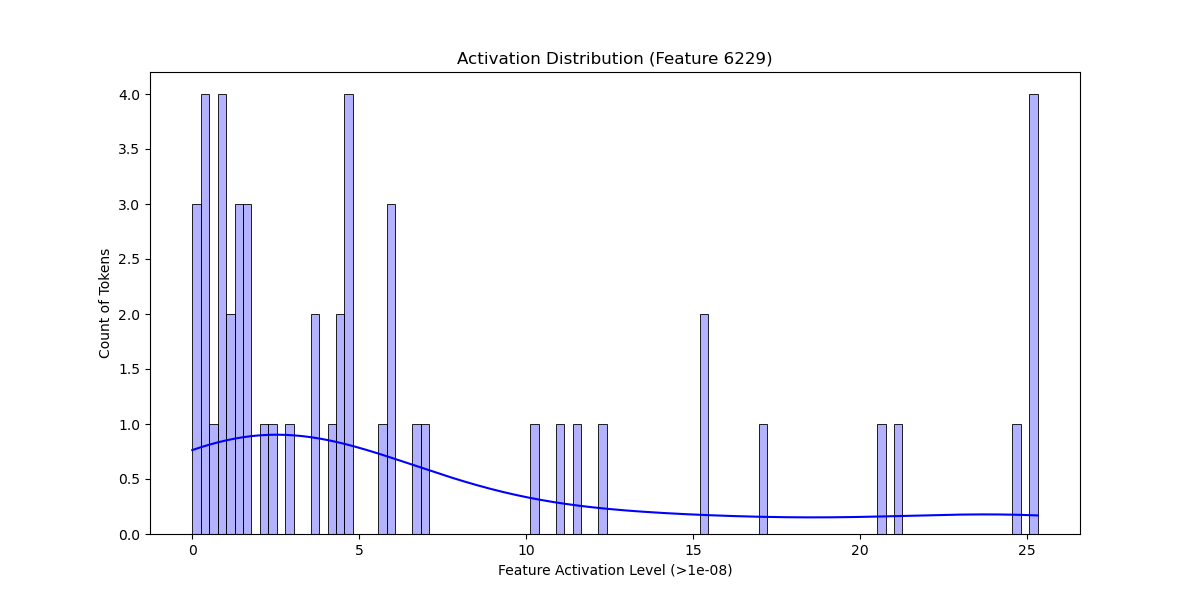 Activation Distribution (Feature 6229)
Count of Tokens
4.0
3.5
3.0
2.5
2.0
1.5
1.0
0.5
0.0
0 5 10 15 20 25
Feature Activation Level (>1e-08)